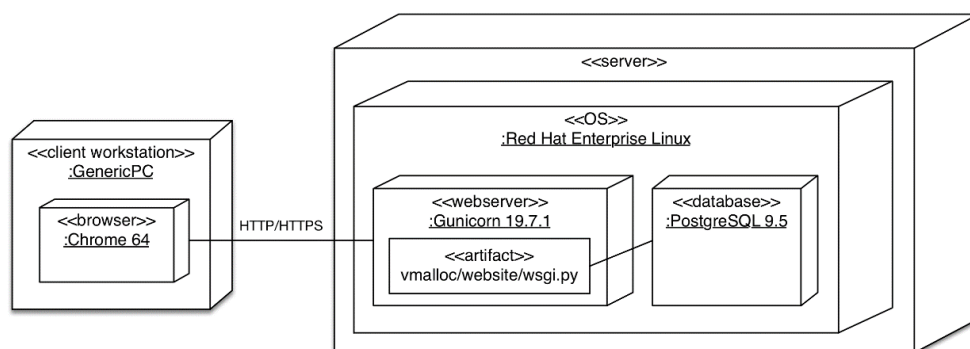 <<server>>
<<OS>>
:Red Hat Enterprise Linux
<<client workstation>>
:GenericPC
<<browser>>
:Chrome 64
HTTP/HTTPS
<<webserver>>
:Gunicorn 19.7.1
<<artifact>>
vmalloc/website/wsgi.py
<<database>>
:PostgreSQL 9.5